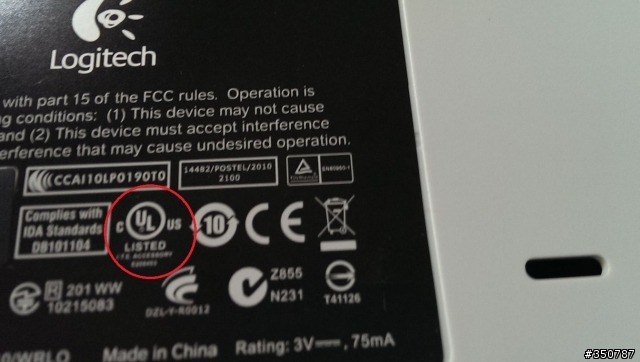 Logitech
with part 15 of the FCC rules. Operation is
g conditions: (1) This device may not cause
and (2) This device must accept interference
erference that may cause undesired operation.
CCAI10LP0190T0
14482/POSTEL/2010
2100
Complies with
IDA Standards
DB101104
C UL US
LISTED
I.T.E. ACCESSORY
10
CE
R 201 WW
10215083
DZL-Y-R0012
Z855
N231
T41126
Made in China
Rating: 3V⎓, 75mA
#350787